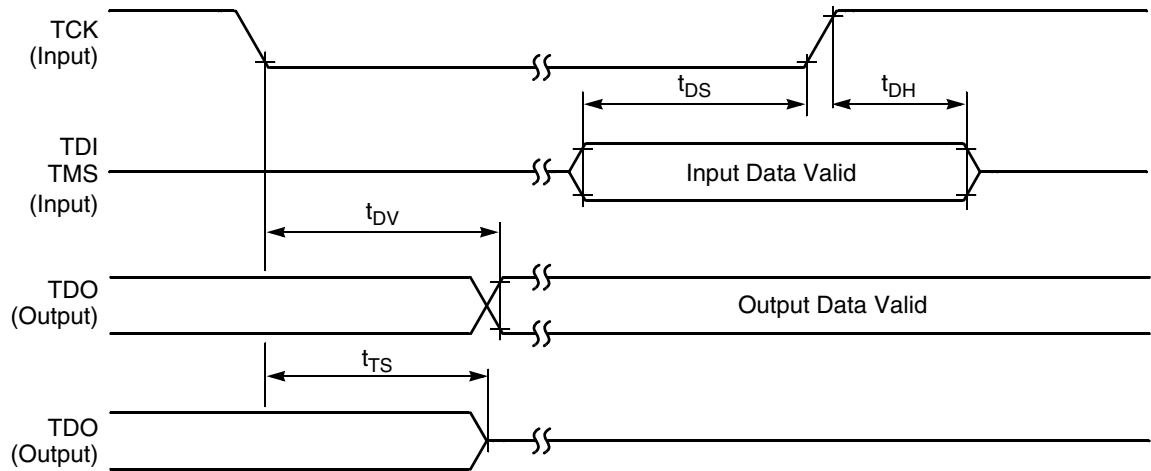 TCK
(Input)
tDS
tDH
TDI
TMS
(Input)
Input Data Valid
tDV
TDO
(Output)
Output Data Valid
tTS
TDO
(Output)